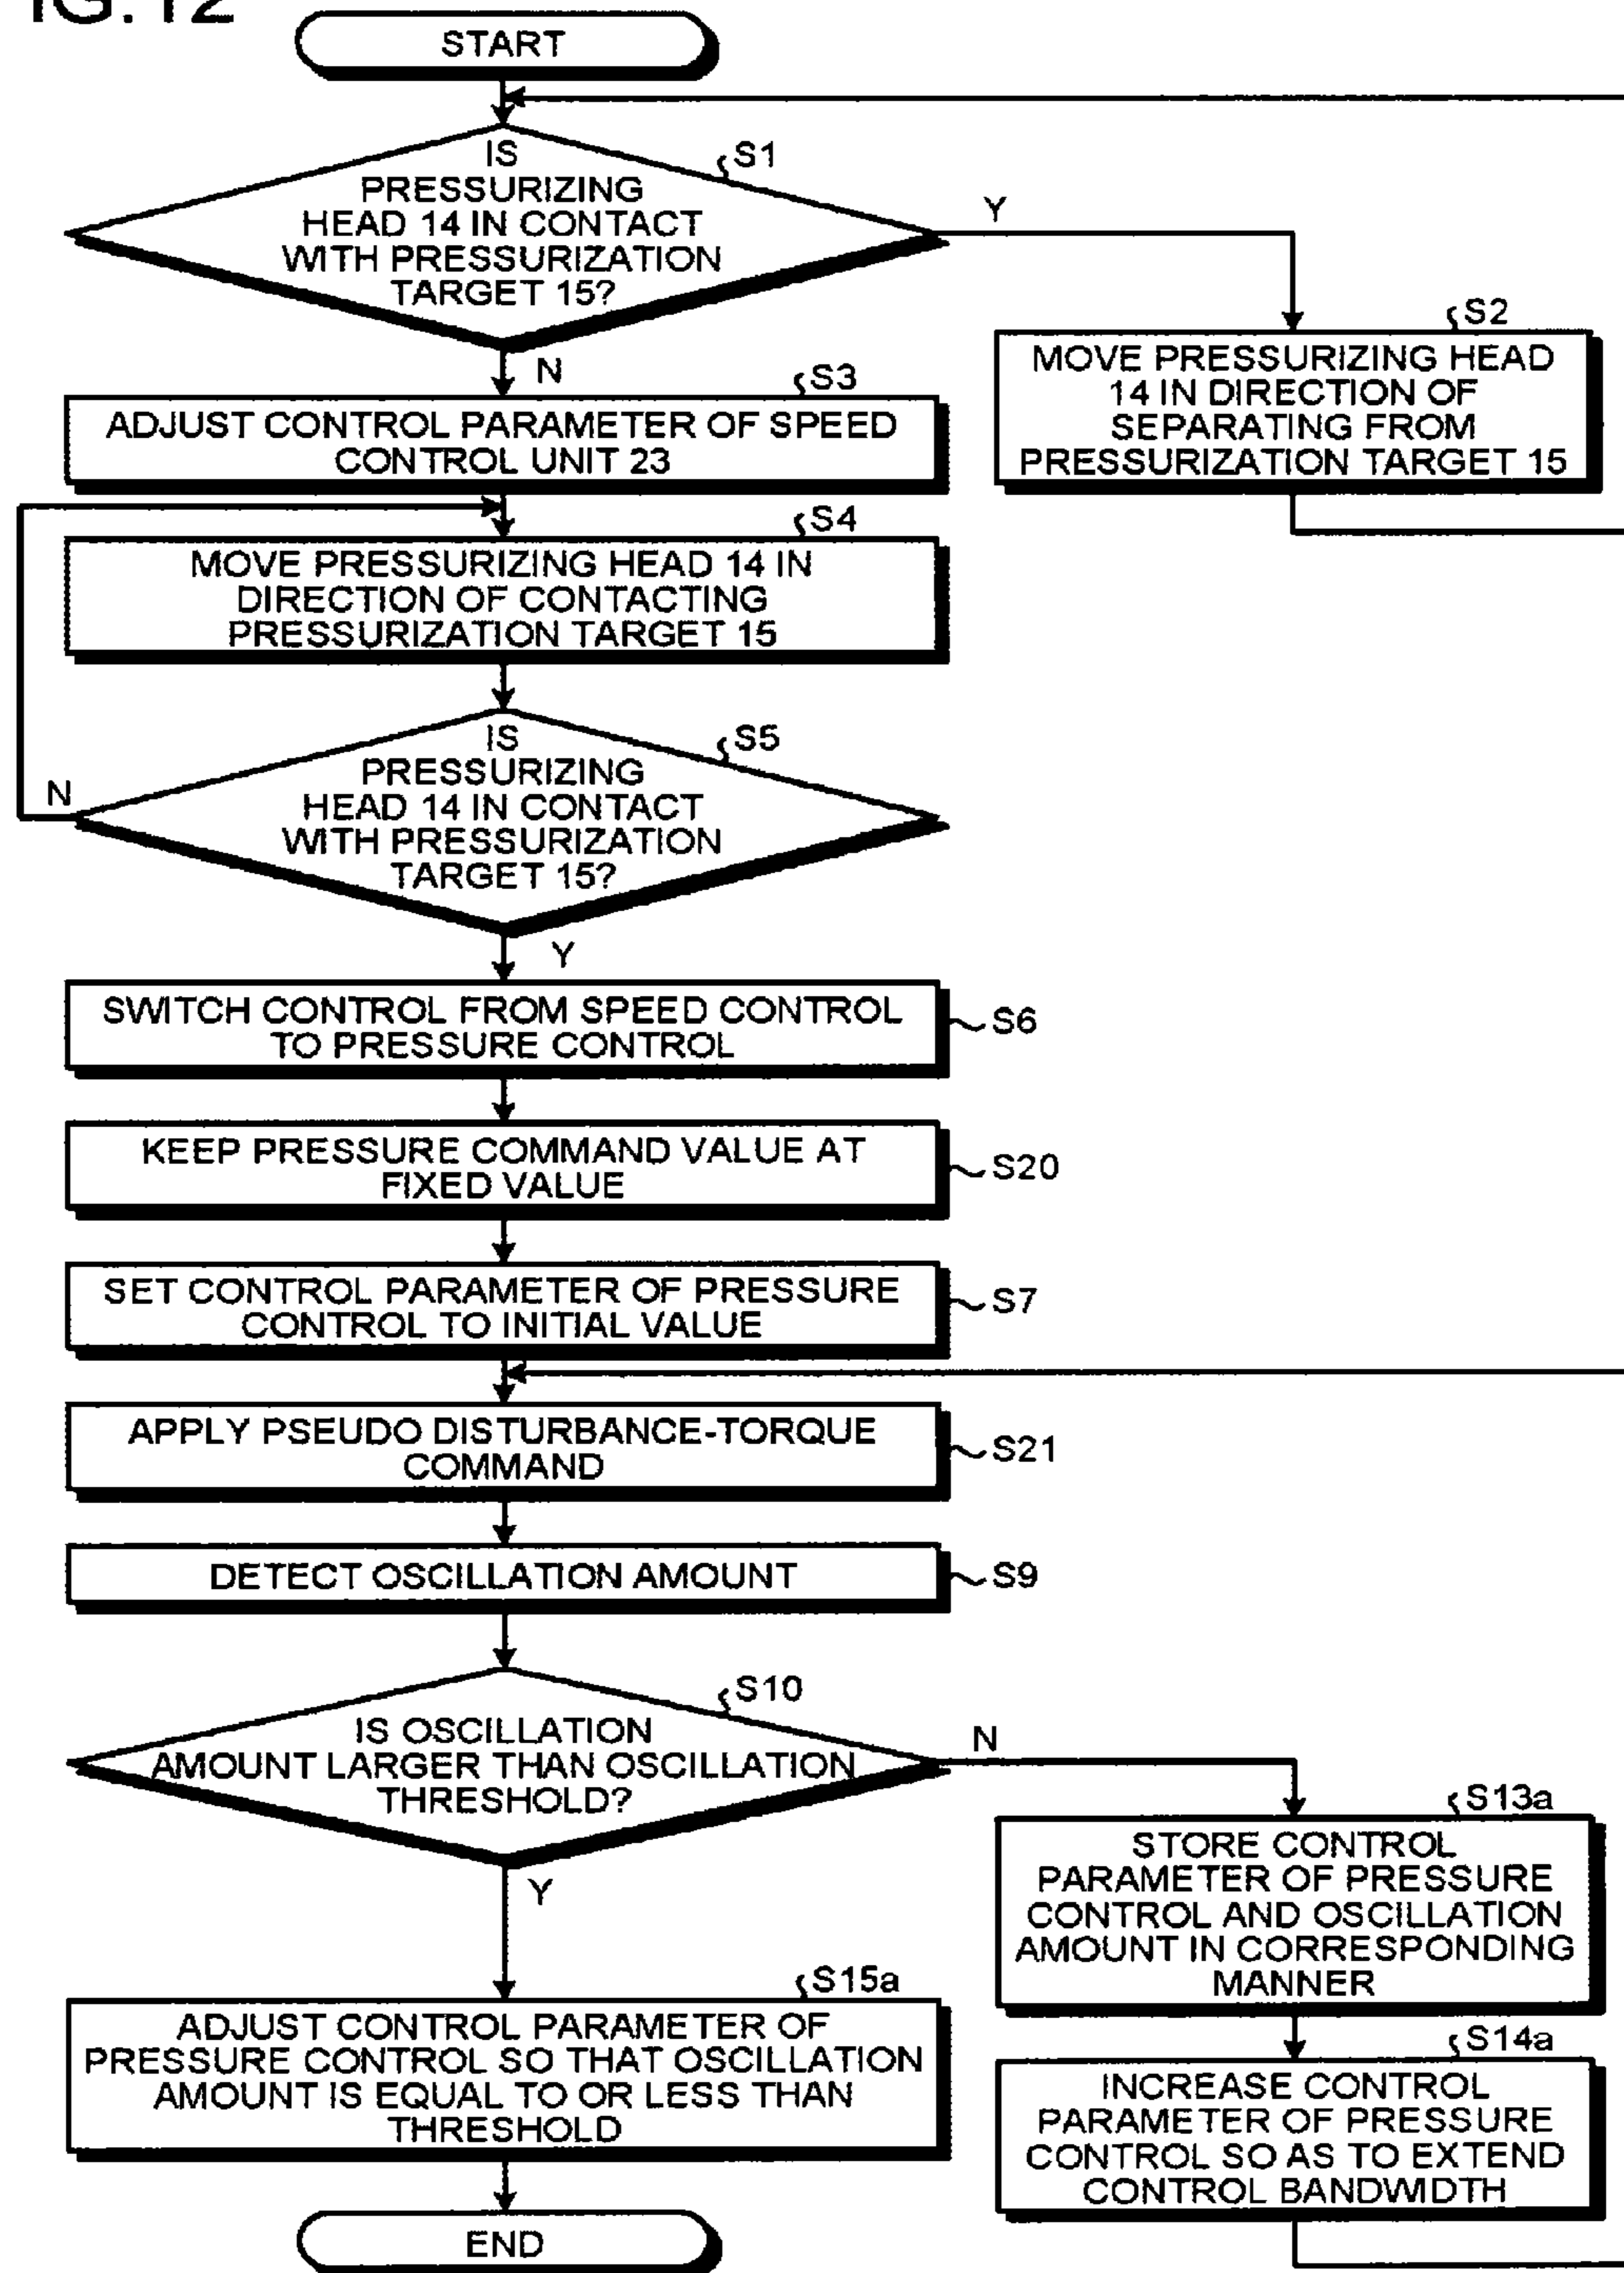 FIG.12
START
IS
PRESSURIZING
HEAD 14 IN CONTACT
WITH PRESSURIZATION
TARGET 15?
S1
Y
N
S2
MOVE PRESSURIZING HEAD
14 IN DIRECTION OF
SEPARATING FROM
PRESSURIZATION TARGET 15
S3
ADJUST CONTROL PARAMETER OF SPEED
CONTROL UNIT 23
S4
MOVE PRESSURIZING HEAD 14 IN
DIRECTION OF CONTACTING
PRESSURIZATION TARGET 15
IS
PRESSURIZING
HEAD 14 IN CONTACT
WITH PRESSURIZATION
TARGET 15?
S5
N
Y
SWITCH CONTROL FROM SPEED CONTROL
TO PRESSURE CONTROL
S6
KEEP PRESSURE COMMAND VALUE AT
FIXED VALUE
S20
SET CONTROL PARAMETER OF PRESSURE
CONTROL TO INITIAL VALUE
S7
APPLY PSEUDO DISTURBANCE-TORQUE
COMMAND
S21
DETECT OSCILLATION AMOUNT
S9
S10
IS OSCILLATION
AMOUNT LARGER THAN OSCILLATION
THRESHOLD?
N
Y
S13a
STORE CONTROL
PARAMETER OF PRESSURE
CONTROL AND OSCILLATION
AMOUNT IN CORRESPONDING
MANNER
S14a
INCREASE CONTROL
PARAMETER OF PRESSURE
CONTROL SO AS TO EXTEND
CONTROL BANDWIDTH
S15a
ADJUST CONTROL PARAMETER OF
PRESSURE CONTROL SO THAT OSCILLATION
AMOUNT IS EQUAL TO OR LESS THAN
THRESHOLD
END